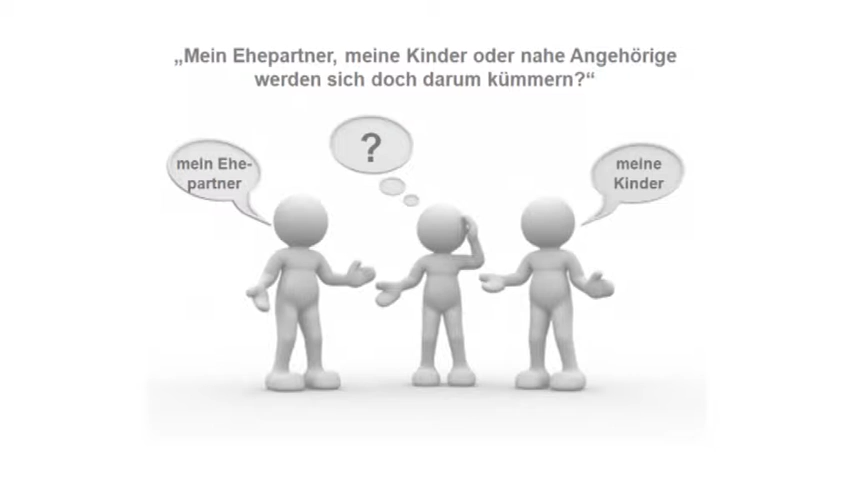 „Mein Ehepartner, meine Kinder oder nahe Angehörige
werden sich doch darum kümmern?“
mein Ehe-
partner
?
meine
Kinder